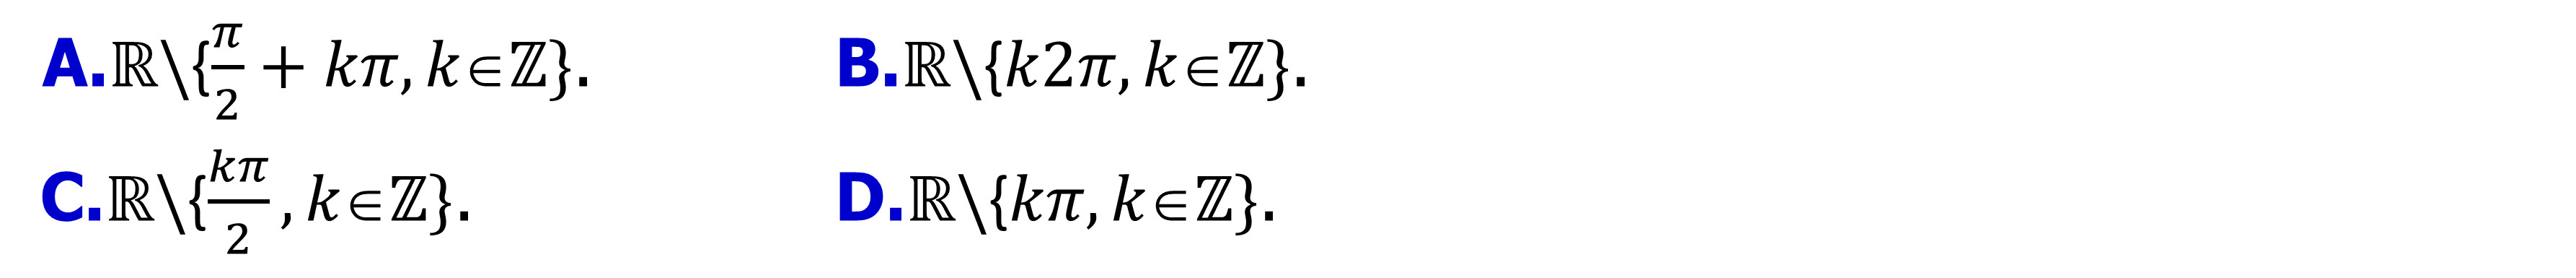 A. ℝ\{π/2 + kπ, k∈ℤ}. B. ℝ\{k2π, k∈ℤ}.
C. ℝ\{kπ/2, k∈ℤ}. D. ℝ\{kπ, k∈ℤ}.